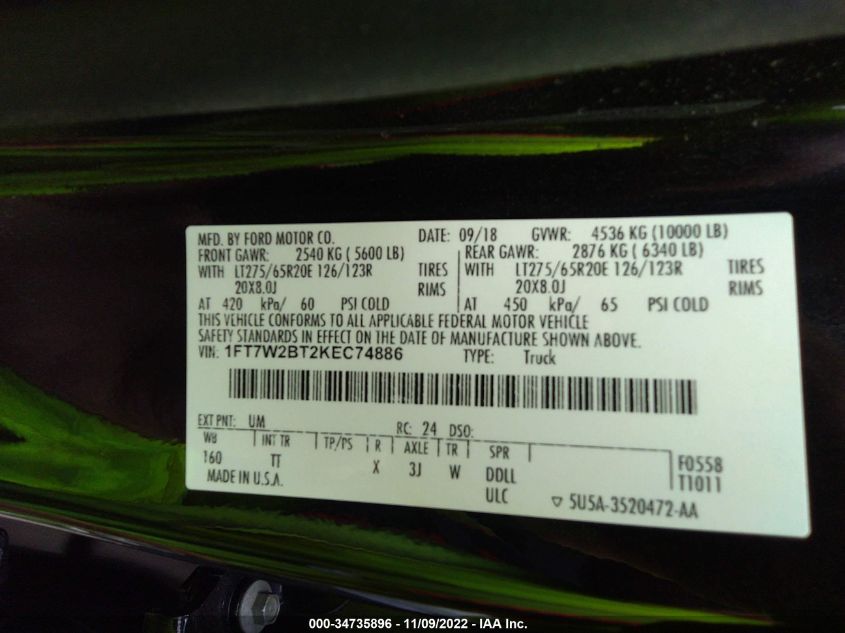 MFD. BY FORD MOTOR CO. DATE: 09/18 GVWR: 4536 KG (10000 LB)
FRONT GAWR: 2540 KG ( 5600 LB) REAR GAWR: 2876 KG ( 6340 LB)
WITH LT275/65R20E 126/123R TIRES WITH LT275/65R20E 126/123R TIRES
20X8.0J RIMS 20X8.0J RIMS
AT 420 kPa/ 60 PSI COLD AT 450 kPa/ 65 PSI COLD
THIS VEHICLE CONFORMS TO ALL APPLICABLE FEDERAL MOTOR VEHICLE
SAFETY STANDARDS IN EFFECT ON THE DATE OF MANUFACTURE SHOWN ABOVE.
VIN: 1FT7W2BT2KEC74886 TYPE: Truck
EXT PNT: UM RC: 24 DSO:
WB INT TR TP/PS R AXLE TR SPR F0558
160 TT X 3J W DDLL T1011
MADE IN U.S.A. ULC ▽ 5U5A-3520472-AA
000-34735896 - 11/09/2022 - IAA Inc.